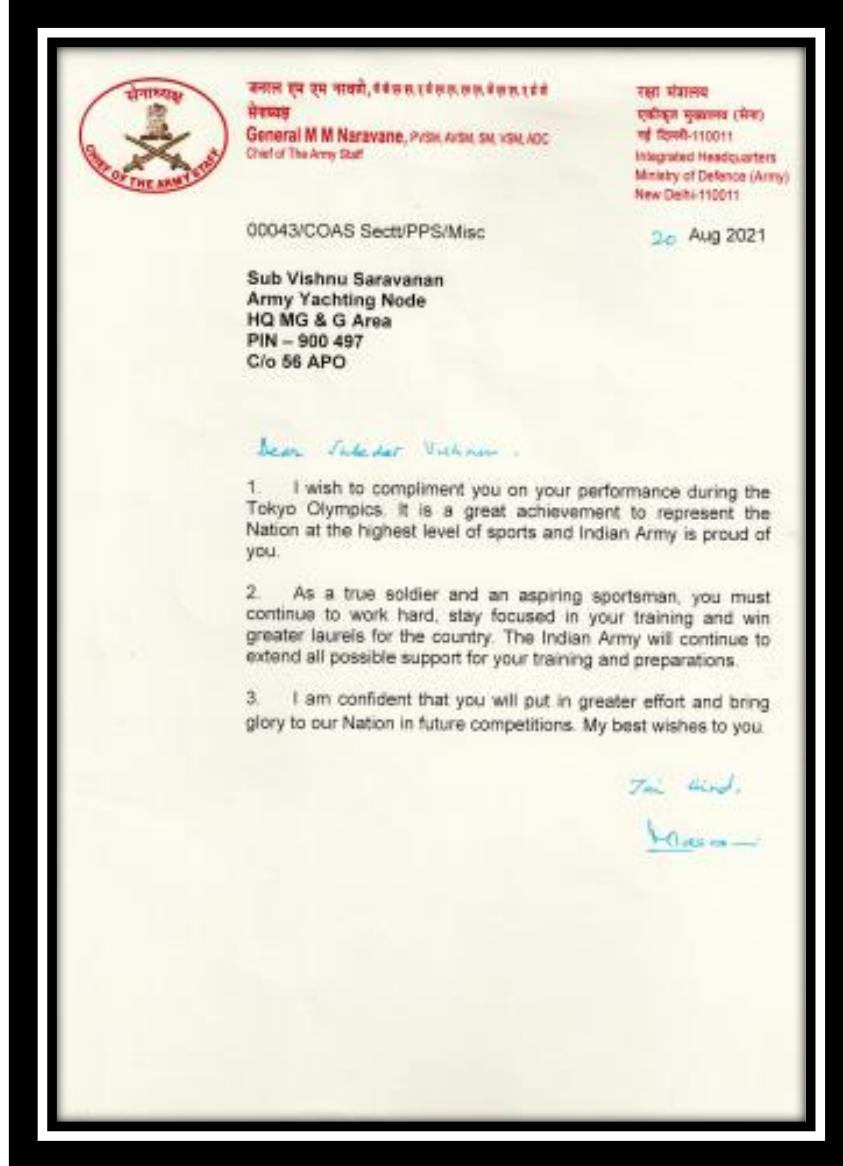 सेनाध्यक्ष
CHIEF OF THE ARMY STAFF
जनरल एम एम नरवणे,
सेनाध्यक्ष
General M M Naravane, PVSM, AVSM, SM, VSM, ADC
Chief of The Army Staff
रक्षा मंत्रालय
एकीकृत मुख्यालय (सेना)
नई दिल्ली-110011
Integrated Headquarters
Ministry of Defence (Army)
New Delhi-110011
00043/COAS Sectt/PPS/Misc
20 Aug 2021
Sub Vishnu Saravanan
Army Yachting Node
HQ MG & G Area
PIN – 900 497
C/o 56 APO
Dear Subedar Vishnu,
1. I wish to compliment you on your performance during the
Tokyo Olympics. It is a great achievement to represent the
Nation at the highest level of sports and Indian Army is proud of
you.
2. As a true soldier and an aspiring sportsman, you must
continue to work hard, stay focused in your training and win
greater laurels for the country. The Indian Army will continue to
extend all possible support for your training and preparations.
3. I am confident that you will put in greater effort and bring
glory to our Nation in future competitions. My best wishes to you.
Jai Hind.